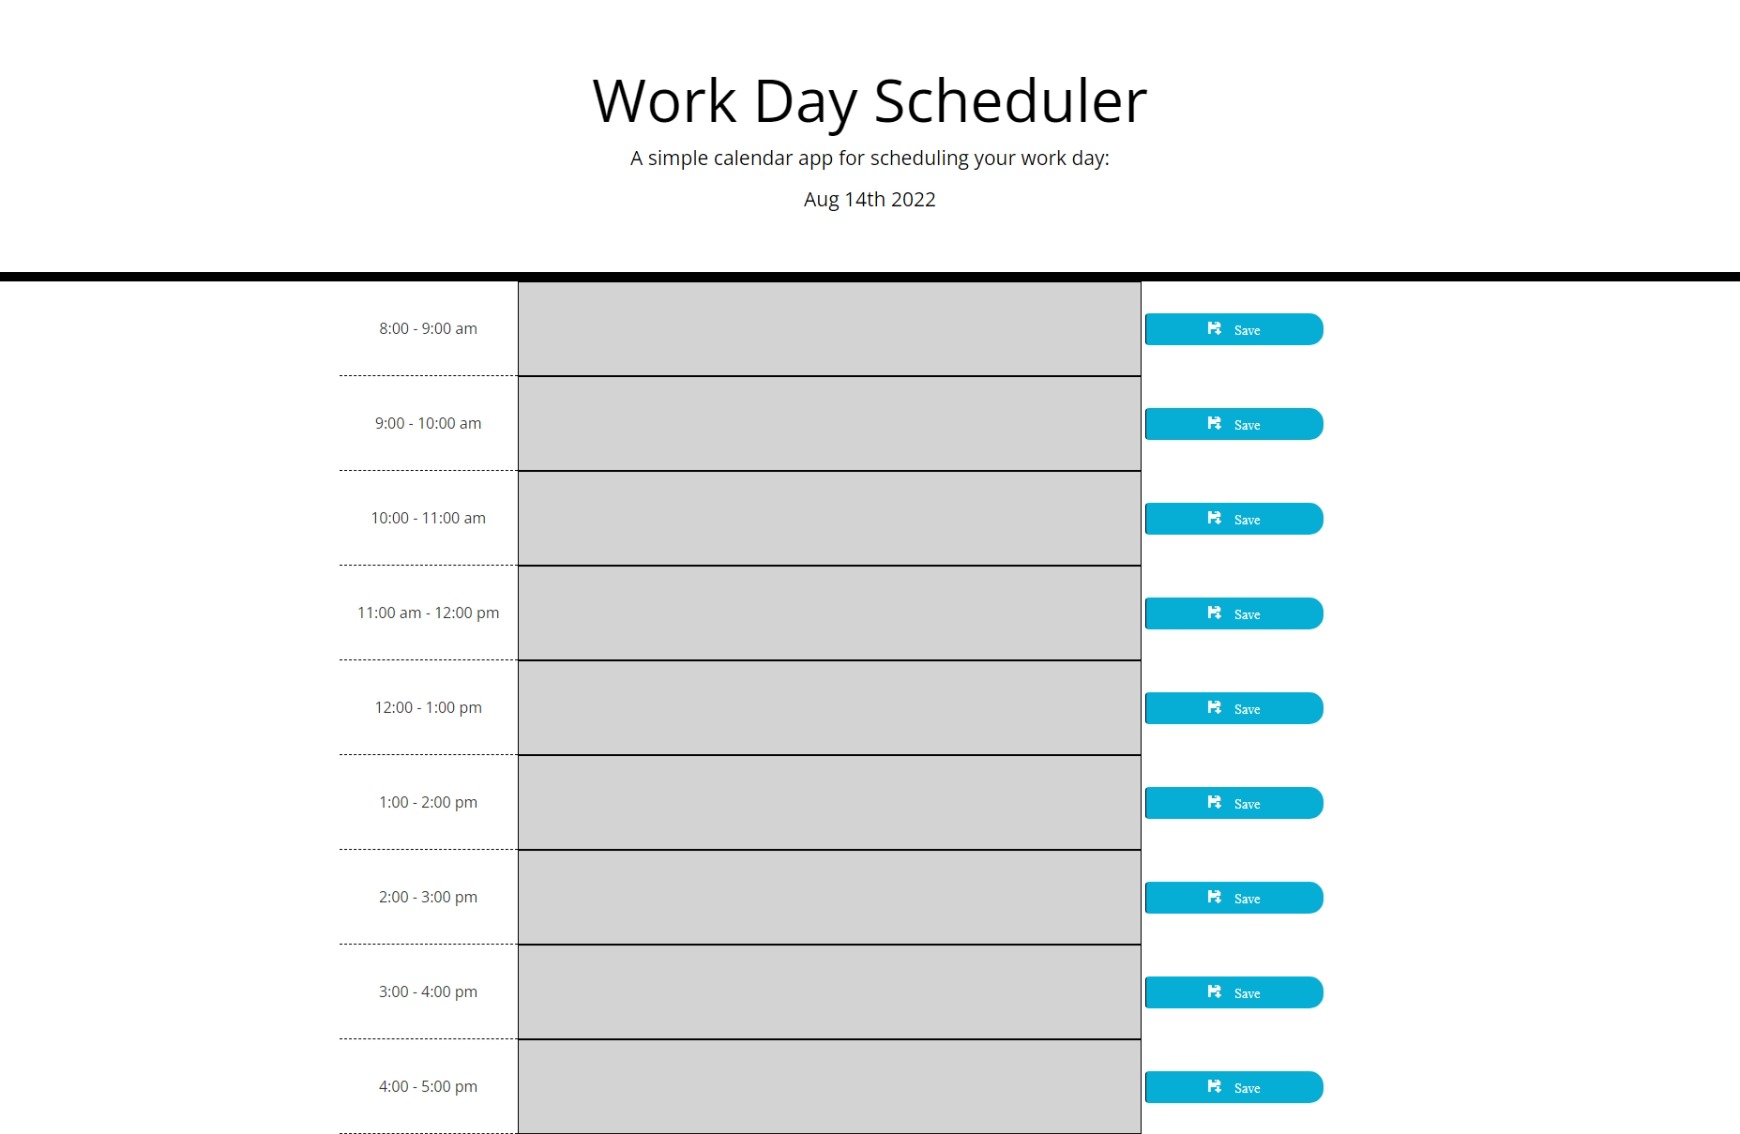 Work Day Scheduler
A simple calendar app for scheduling your work day:
Aug 14th 2022
8:00 - 9:00 am Save
9:00 - 10:00 am Save
10:00 - 11:00 am Save
11:00 am - 12:00 pm Save
12:00 - 1:00 pm Save
1:00 - 2:00 pm Save
2:00 - 3:00 pm Save
3:00 - 4:00 pm Save
4:00 - 5:00 pm Save